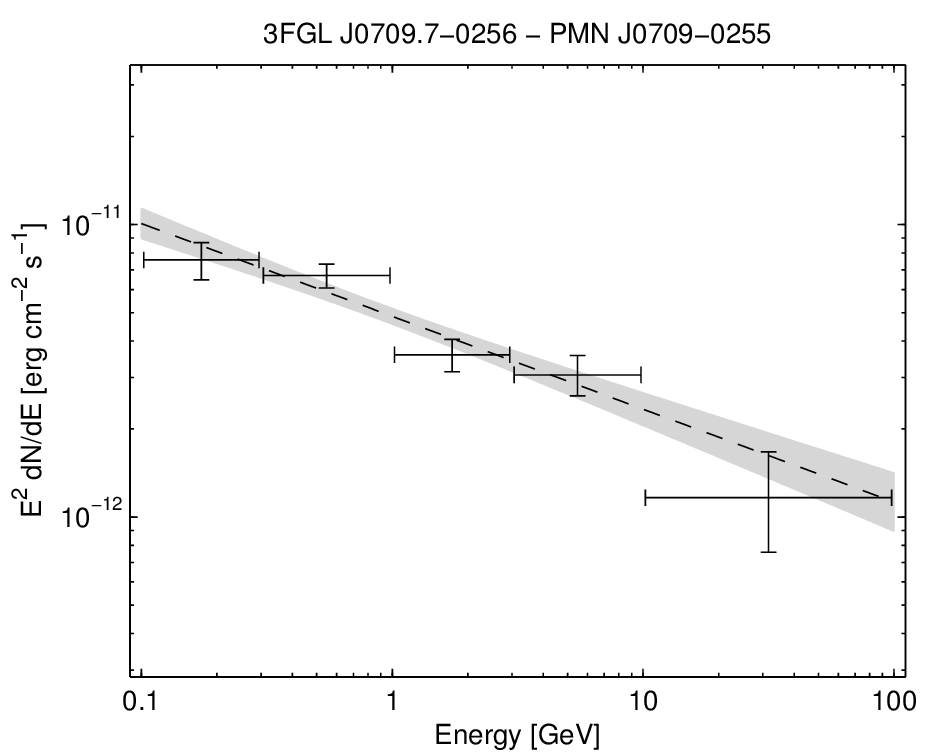 3FGL J0709.7−0256 − PMN J0709−0255
E² dN/dE [erg cm⁻² s⁻¹]
10⁻¹¹
10⁻¹²
0.1 1 10 100
Energy [GeV]